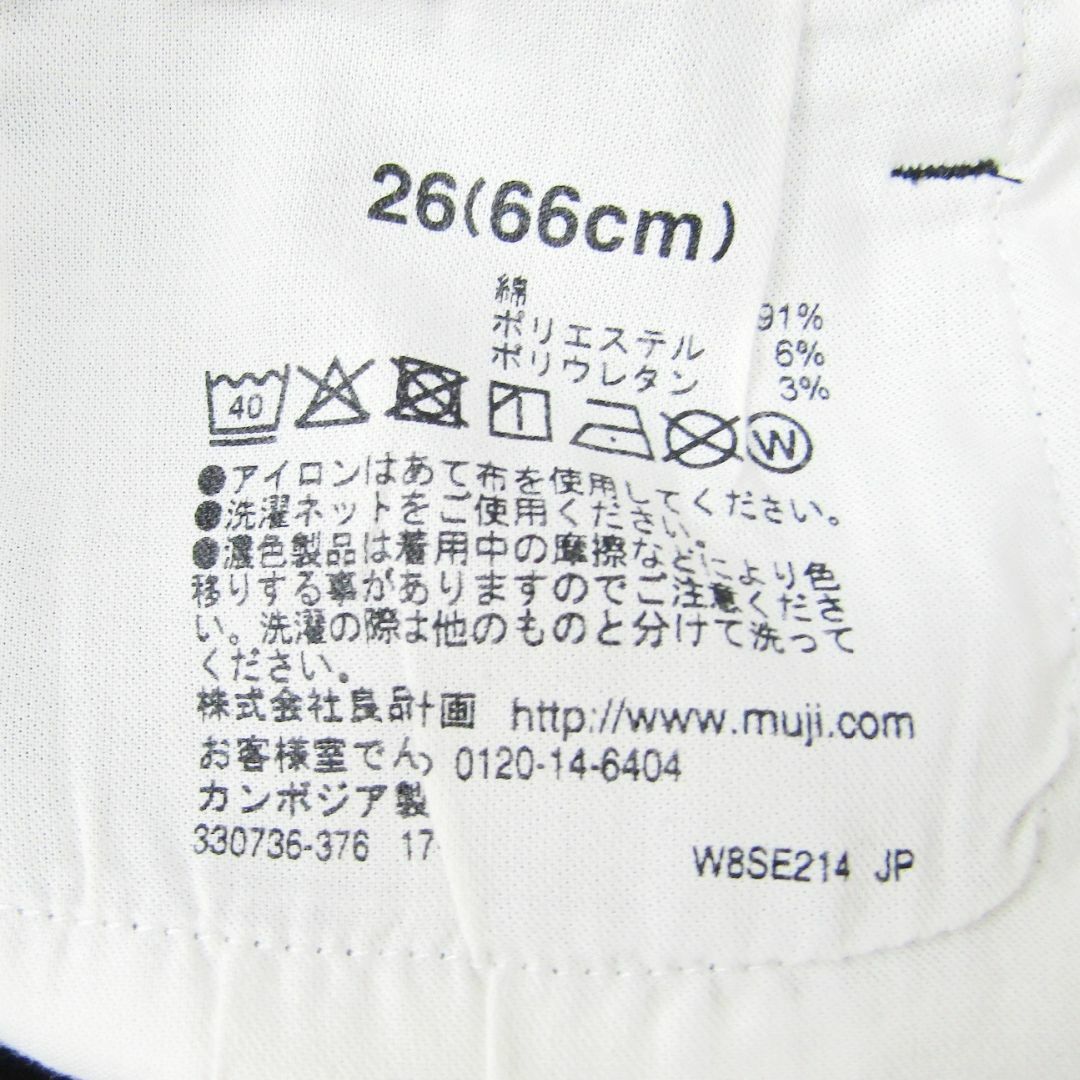 26(66cm)
綿 91%
ポリエステル 6%
ポリウレタン 3%
40 W
●アイロンはあて布を使用してください。
●洗濯ネットをご使用ください。
●濃色製品は着用中の摩擦などにより色
移りする事がありますのでご注意くださ
い。洗濯の際は他のものと分けて洗って
ください。
株式会社良品計画 http://www.muji.com
お客様室でんわ 0120-14-6404
カンボジア製
330736-376 17 W8SE214 JP